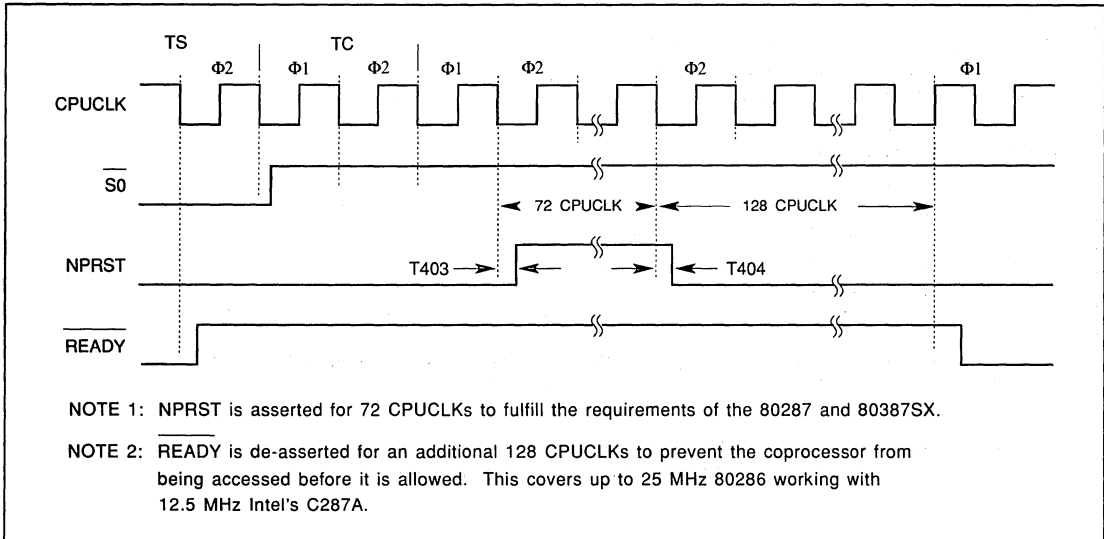 TS TC
Φ2 Φ1 Φ2 Φ1 Φ2 Φ2 Φ1
CPUCLK
S0
72 CPUCLK 128 CPUCLK
NPRST T403 T404
READY
NOTE 1: NPRST is asserted for 72 CPUCLKs to fulfill the requirements of the 80287 and 80387SX.
NOTE 2: READY is de-asserted for an additional 128 CPUCLKs to prevent the coprocessor from
being accessed before it is allowed. This covers up to 25 MHz 80286 working with
12.5 MHz Intel's C287A.